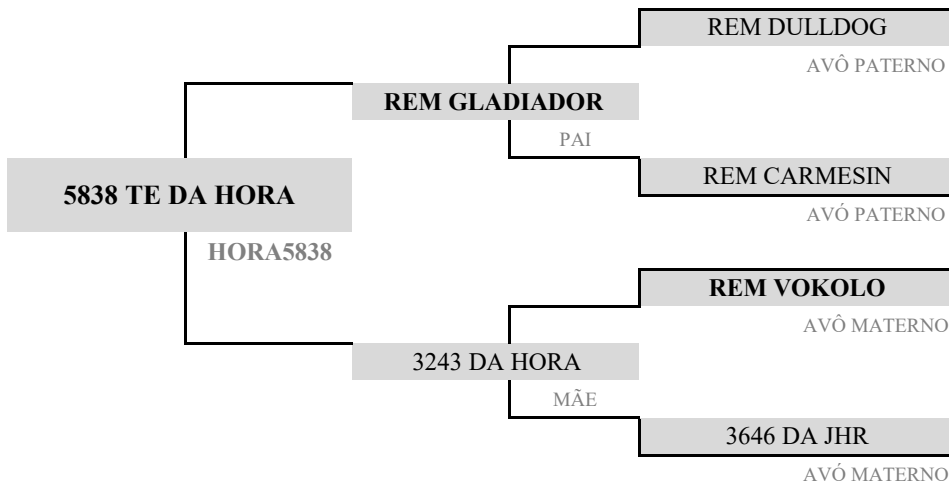 REM DULLDOG
AVÔ PATERNO
REM GLADIADOR
PAI
REM CARMESIN
AVÓ PATERNO
5838 TE DA HORA
HORA5838
REM VOKOLO
AVÔ MATERNO
3243 DA HORA
MÃE
3646 DA JHR
AVÓ MATERNO